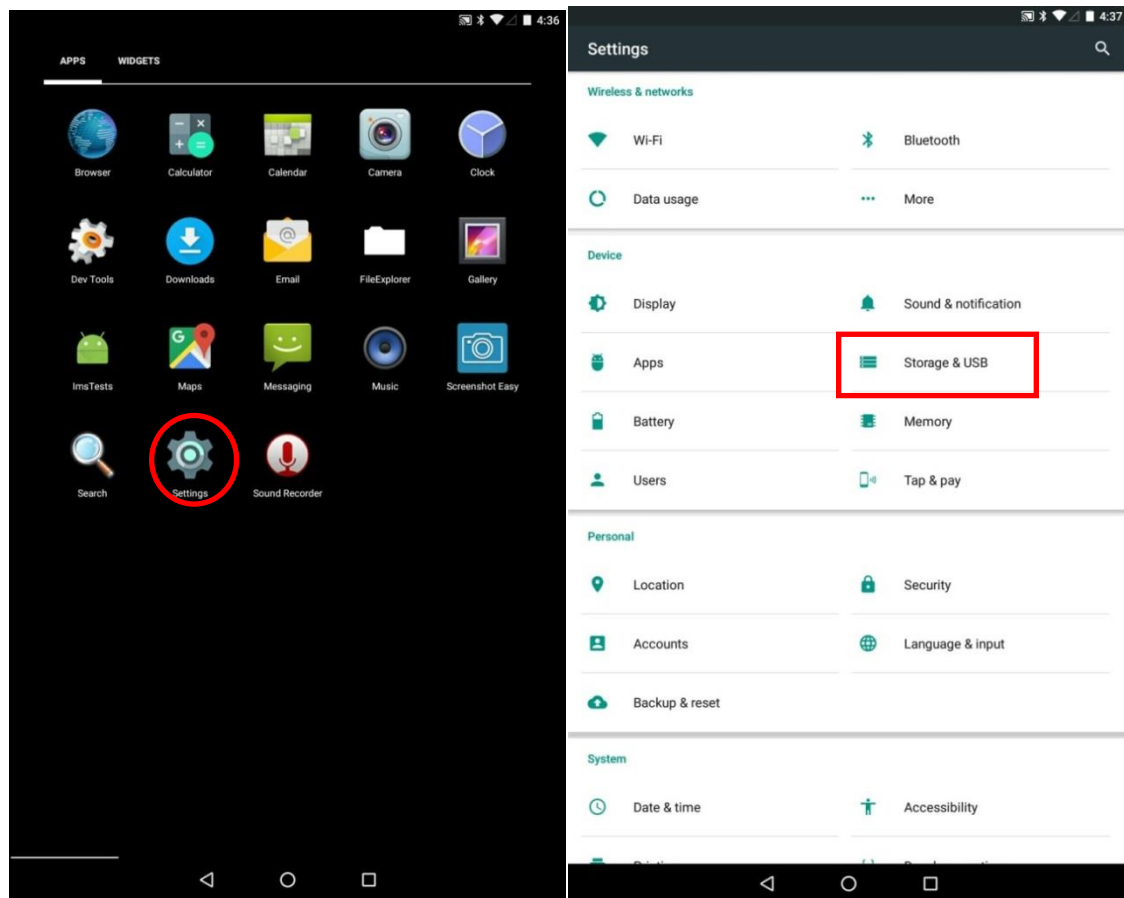 4:36
APPS WIDGETS
Browser Calculator Calendar Camera Clock
Dev Tools Downloads Email FileExplorer Gallery
ImsTests Maps Messaging Music Screenshot Easy
Search Settings Sound Recorder
4:37
Settings
Wireless & networks
Wi-Fi Bluetooth
Data usage More
Device
Display Sound & notification
Apps Storage & USB
Battery Memory
Users Tap & pay
Personal
Location Security
Accounts Language & input
Backup & reset
System
Date & time Accessibility